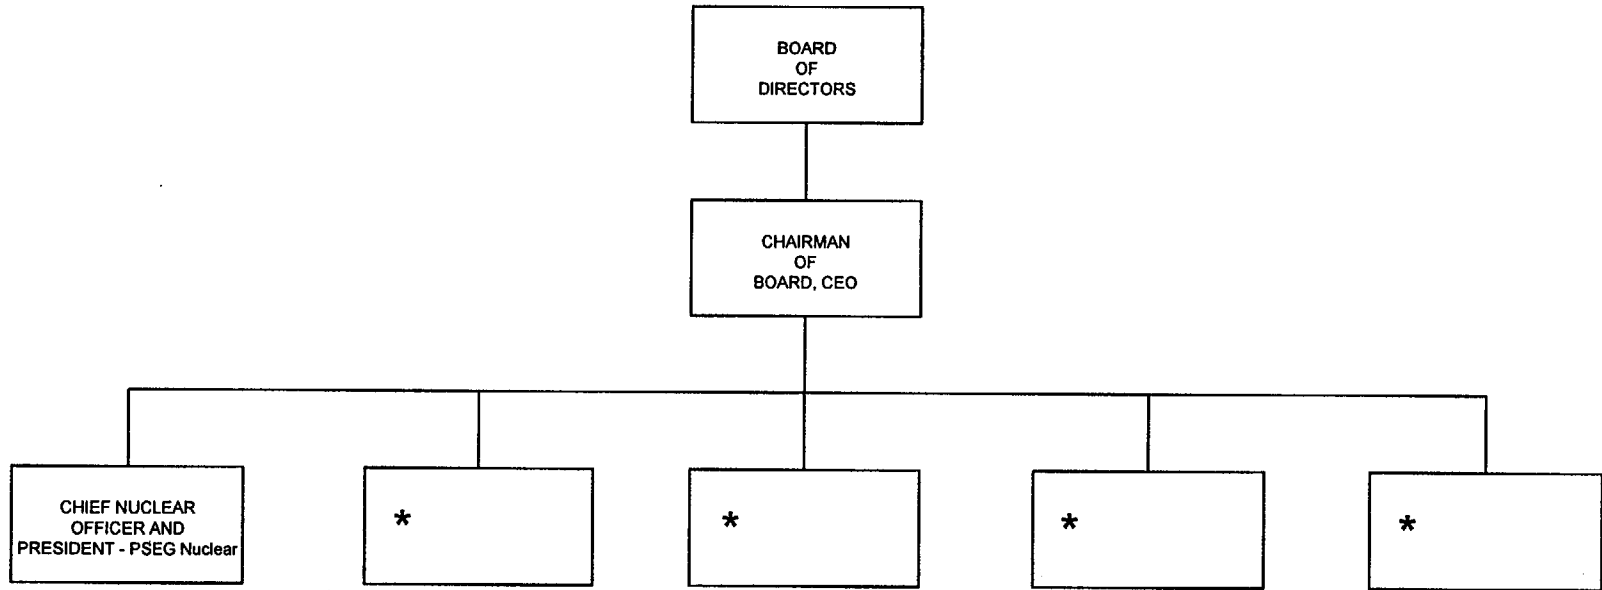 BOARD
OF
DIRECTORS
CHAIRMAN
OF
BOARD, CEO
CHIEF NUCLEAR
OFFICER AND
PRESIDENT - PSEG Nuclear
*
*
*
*